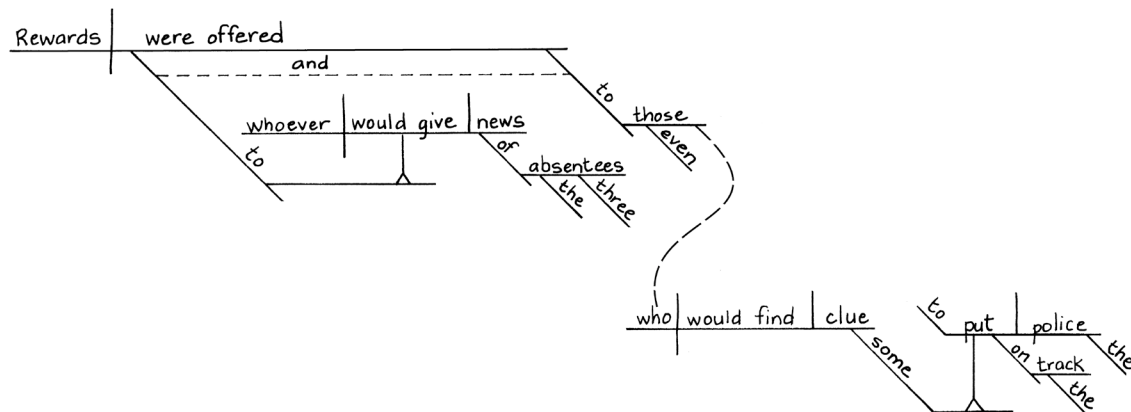 Rewards were offered
and
to those
even
whoever would give news
to
of absentees
the three
who would find clue
some
to put police
the
on track
the